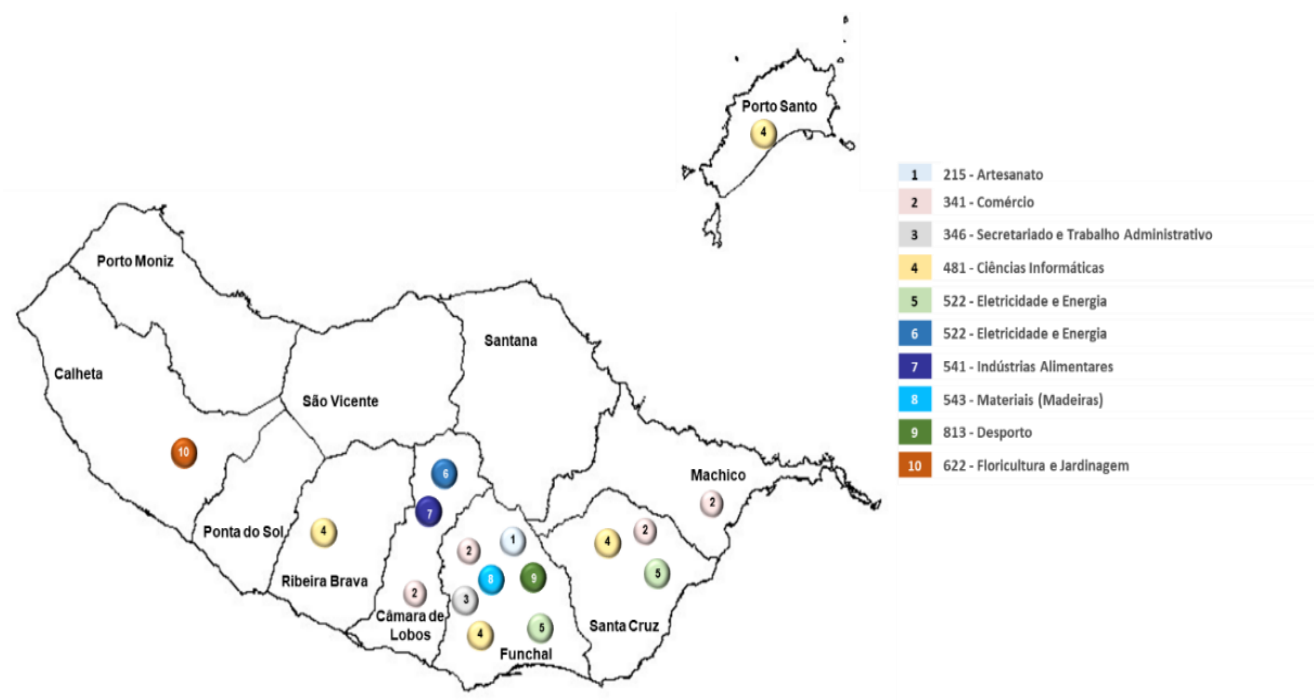 Porto Santo
4
1 215 - Artesanato
2 341 - Comércio
3 346 - Secretariado e Trabalho Administrativo
4 481 - Ciências Informáticas
5 522 - Eletricidade e Energia
6 522 - Eletricidade e Energia
7 541 - Indústrias Alimentares
8 543 - Materiais (Madeiras)
9 813 - Desporto
10 622 - Floricultura e Jardinagem
Porto Moniz
Calheta
10
São Vicente
Santana
Ponta do Sol
4
Ribeira Brava
6
7
2
Câmara de
Lobos
1
2
8
9
3
4
5
Funchal
Machico
2
2
4
5
Santa Cruz